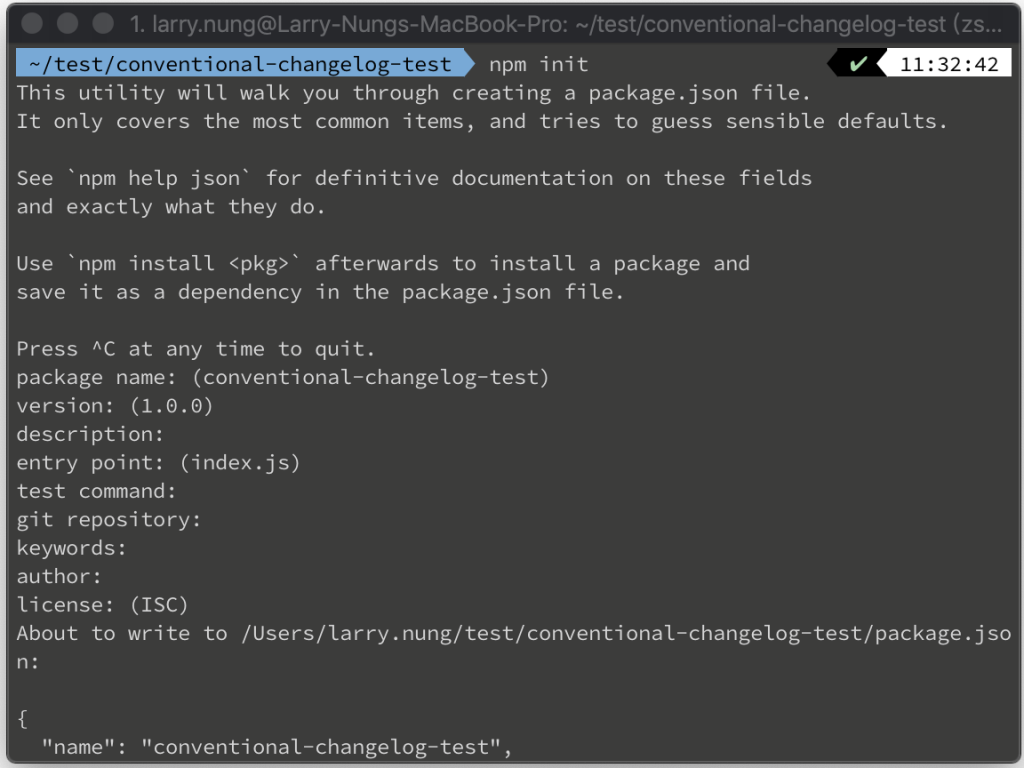 1. larry.nung@Larry-Nungs-MacBook-Pro: ~/test/conventional-changelog-test (zs...
~/test/conventional-changelog-test npm init ✔ 11:32:42
This utility will walk you through creating a package.json file.
It only covers the most common items, and tries to guess sensible defaults.
See `npm help json` for definitive documentation on these fields
and exactly what they do.
Use `npm install <pkg>` afterwards to install a package and
save it as a dependency in the package.json file.
Press ^C at any time to quit.
package name: (conventional-changelog-test)
version: (1.0.0)
description:
entry point: (index.js)
test command:
git repository:
keywords:
author:
license: (ISC)
About to write to /Users/larry.nung/test/conventional-changelog-test/package.jso
n:
{
  "name": "conventional-changelog-test",